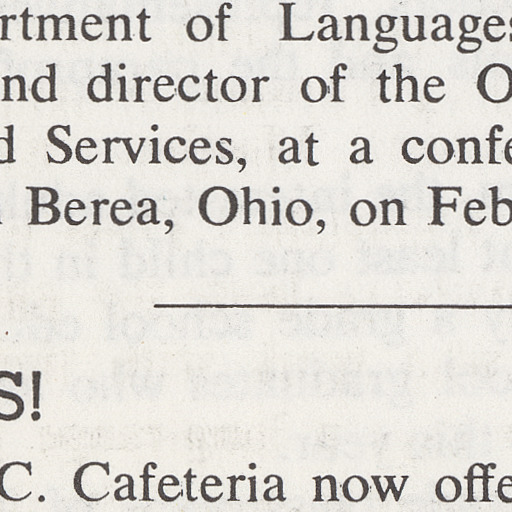 rtment of Languages
nd director of the O
d Services, at a confe
Berea, Ohio, on Feb
S!
C. Cafeteria now offe